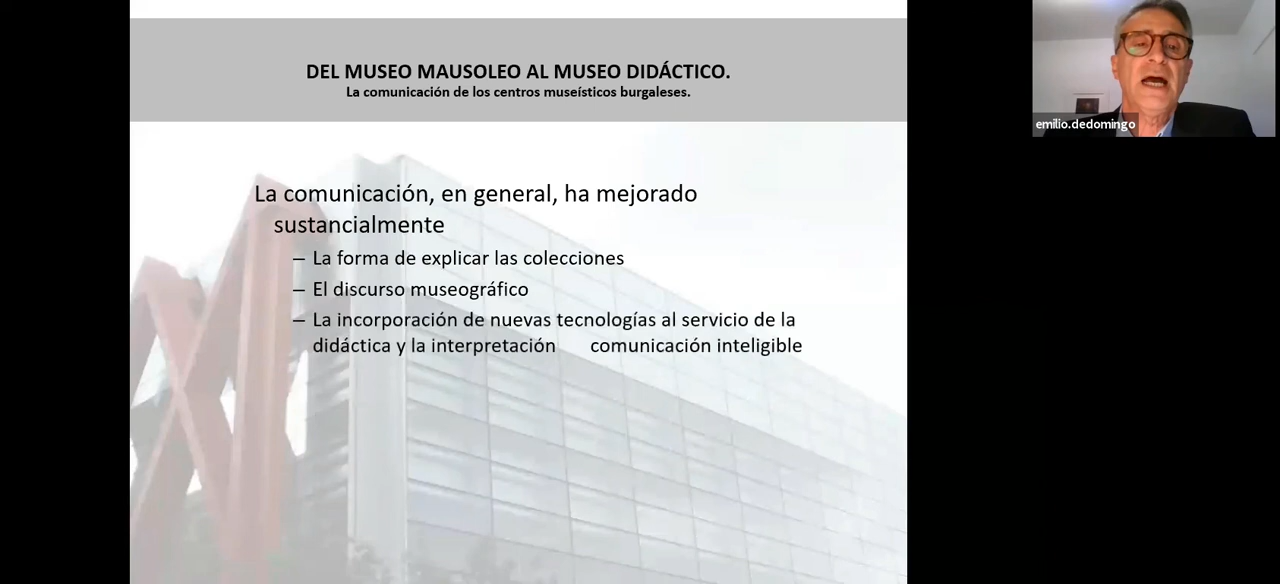 DEL MUSEO MAUSOLEO AL MUSEO DIDÁCTICO.
La comunicación de los centros museísticos burgaleses.
emilio.dedomingo
La comunicación, en general, ha mejorado
sustancialmente
– La forma de explicar las colecciones
– El discurso museográfico
– La incorporación de nuevas tecnologías al servicio de la
didáctica y la interpretación comunicación inteligible